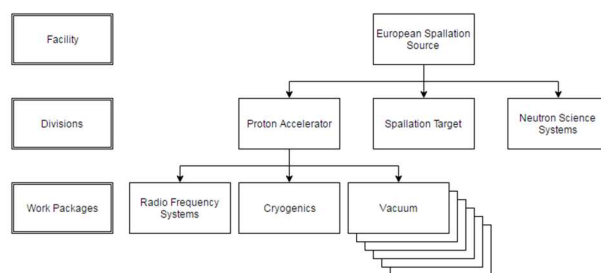 Facility
European Spallation
Source
Divisions
Proton Accelerator
Spallation Target
Neutron Science
Systems
Work Packages
Radio Frequency
Systems
Cryogenics
Vacuum